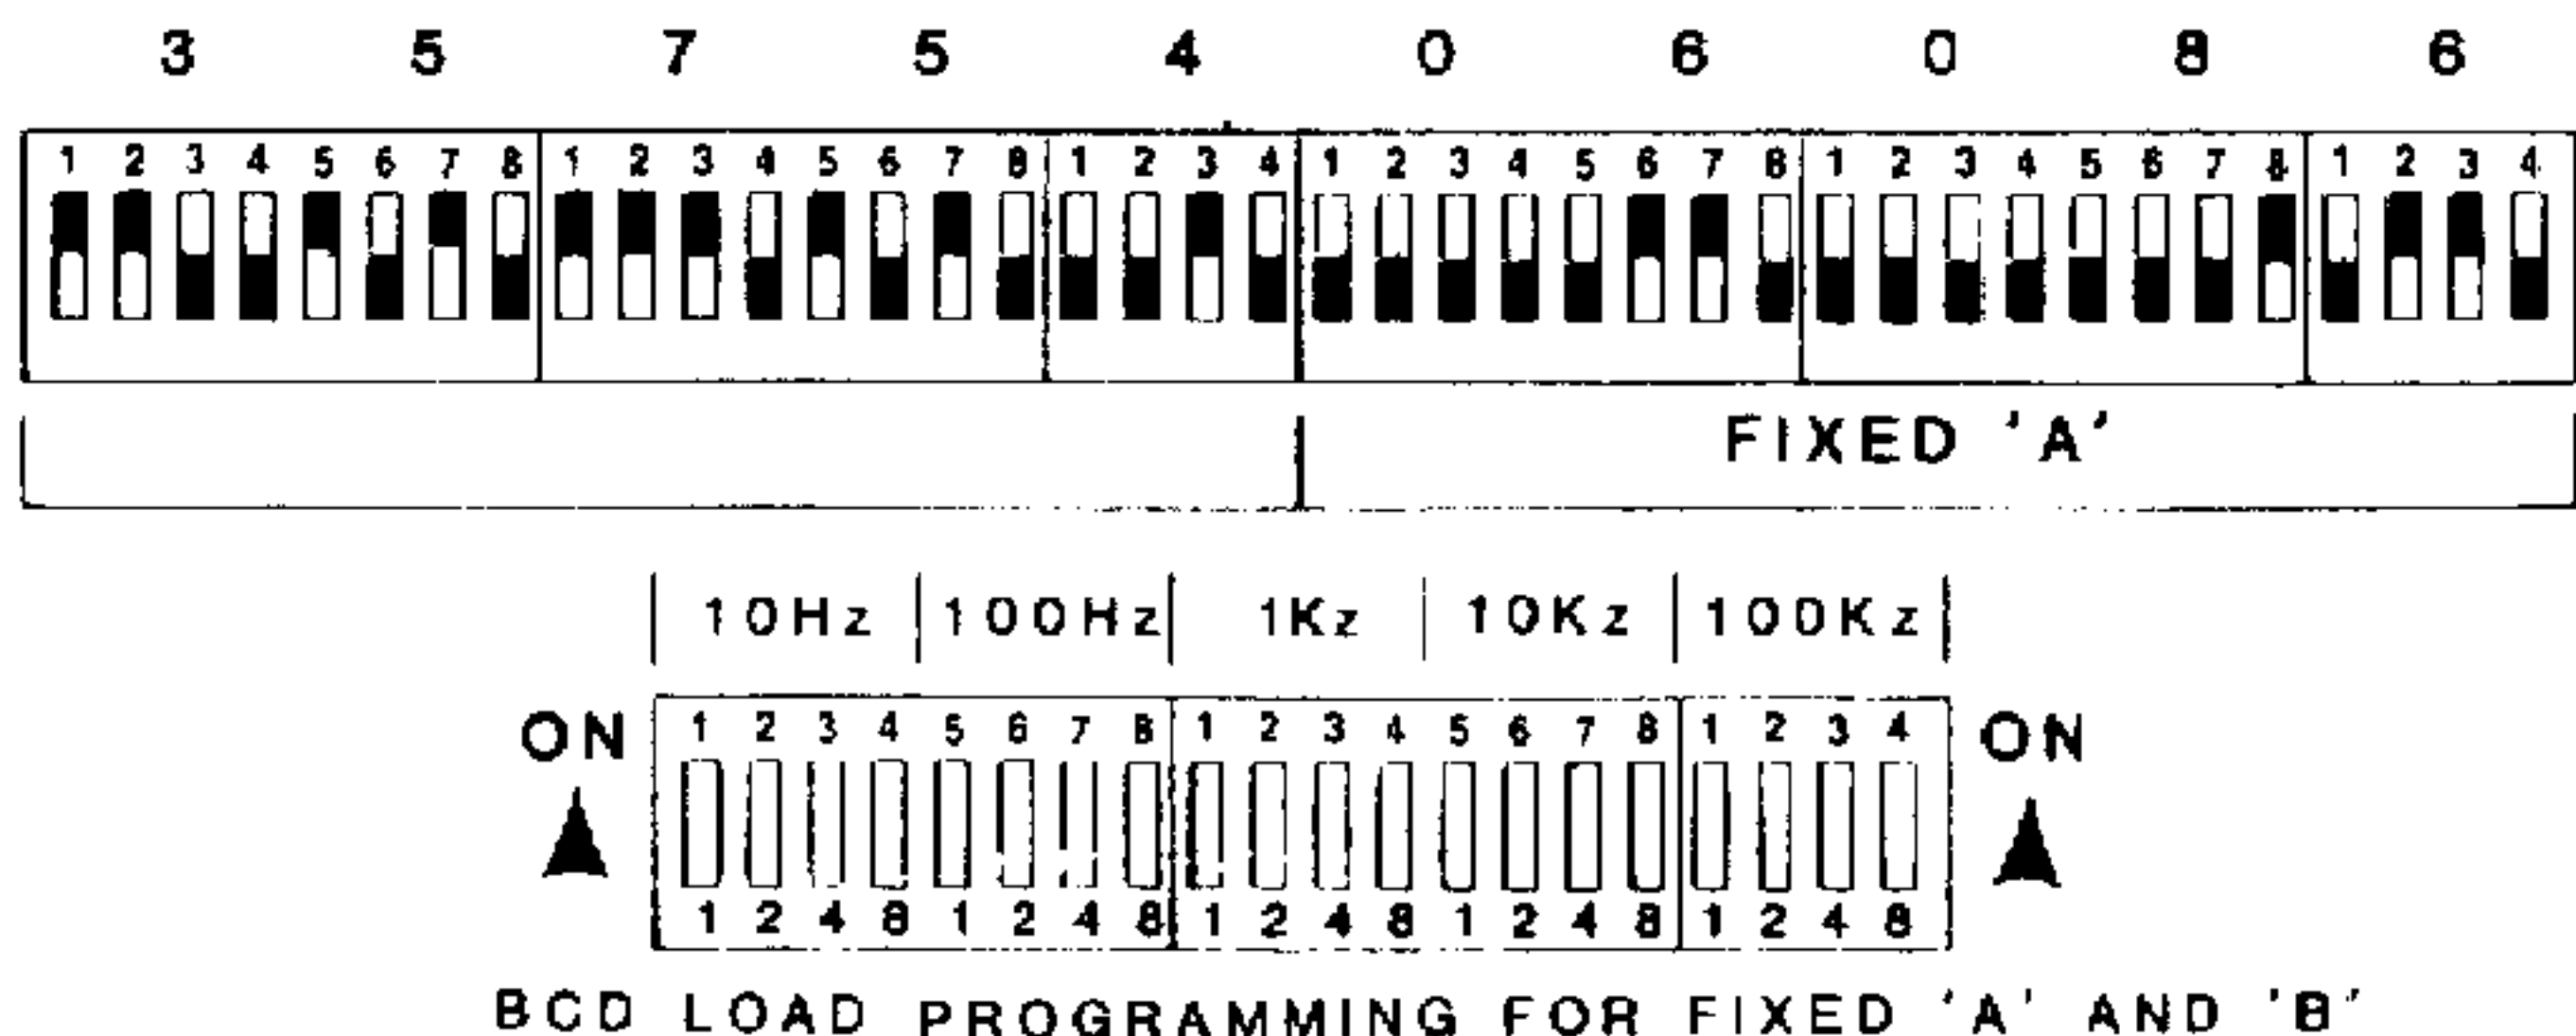 3 5 7 5 4 0 6 0 8 6
1 2 3 4 5 6 7 8 1 2 3 4 5 6 7 8 1 2 3 4 1 2 3 4 5 6 7 8 1 2 3 4 5 6 7 8 1 2 3 4
FIXED 'A'
10Hz 100Hz 1Kz 10Kz 100Kz
ON 1 2 3 4 5 6 7 8 1 2 3 4 5 6 7 8 1 2 3 4 ON
1 2 4 8 1 2 4 8 1 2 4 8 1 2 4 8 1 2 4 8
BCD LOAD PROGRAMMING FOR FIXED 'A' AND 'B'